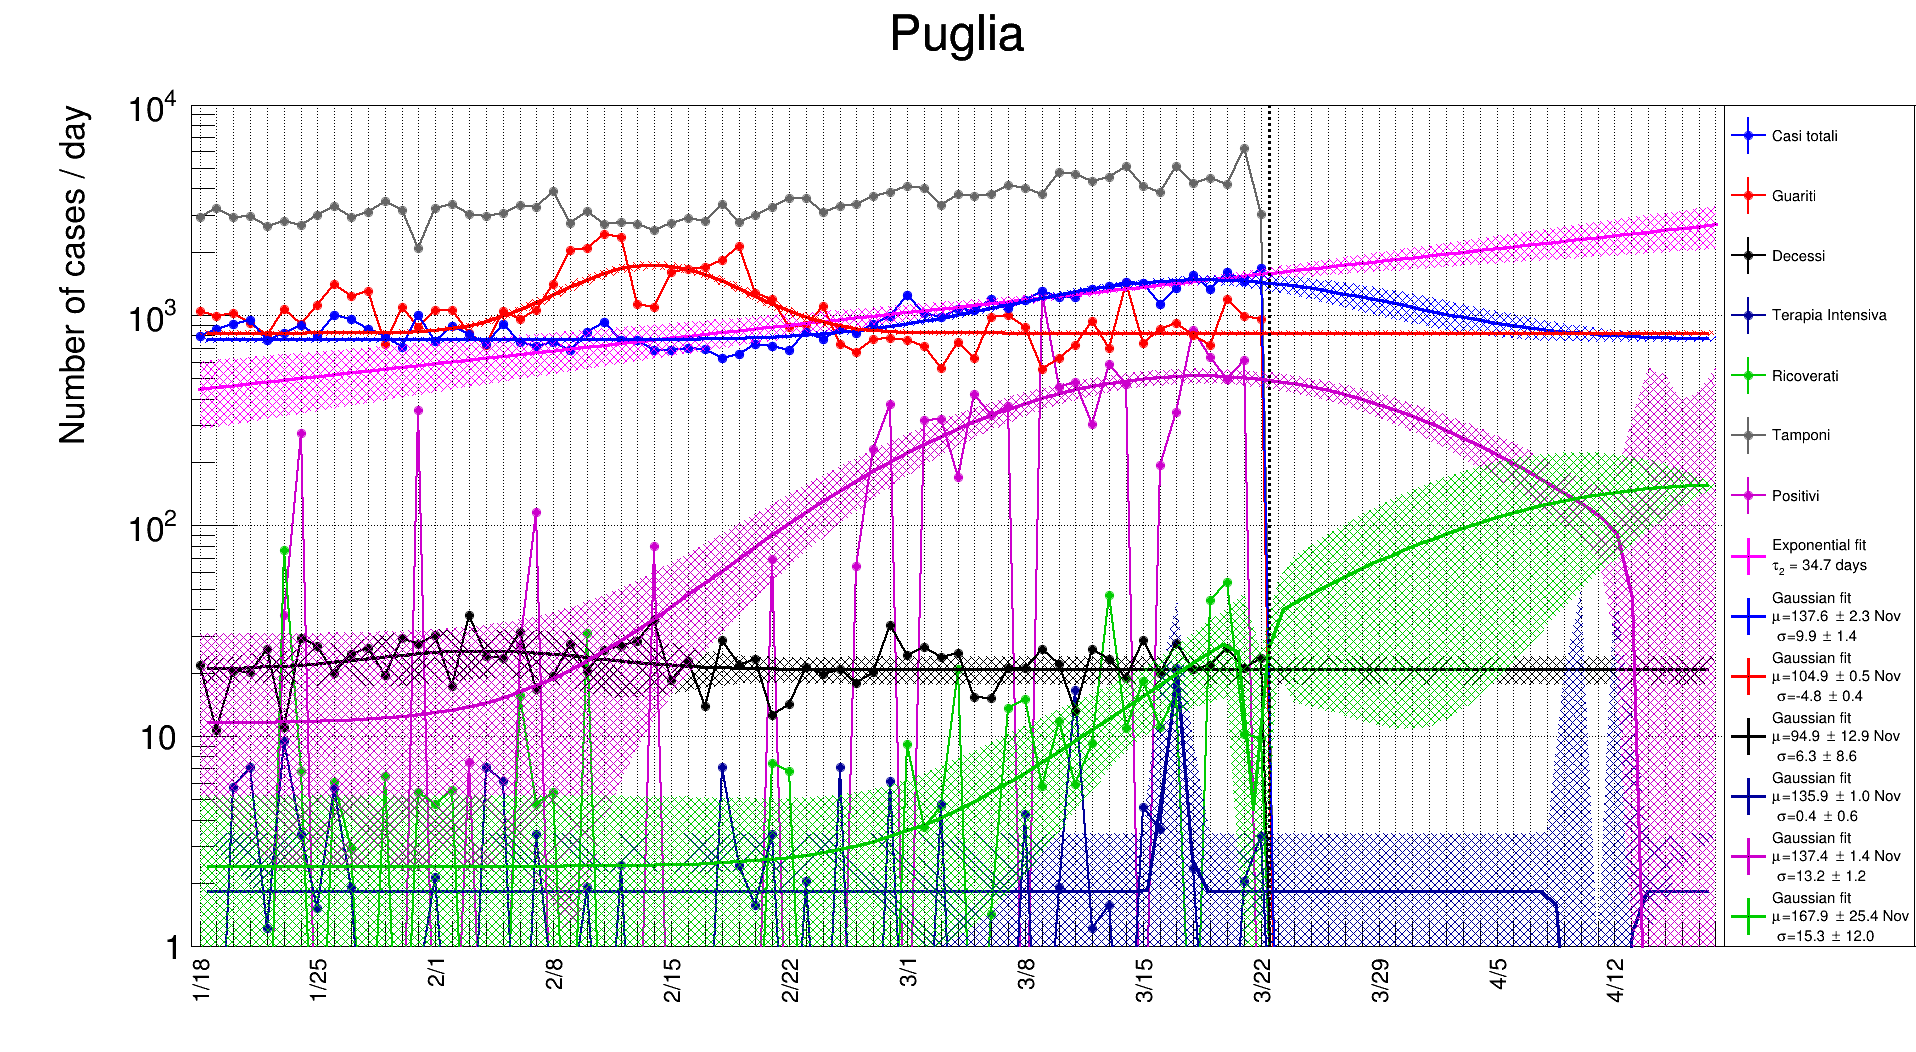 Puglia
Number of cases / day
10^4
10^3
10^2
10
1
1/18
1/25
2/1
2/8
2/15
2/22
3/1
3/8
3/15
3/22
3/29
4/5
4/12
Casi totali
Guariti
Decessi
Terapia Intensiva
Ricoverati
Tamponi
Positivi
Exponential fit
τ2 = 34.7 days
Gaussian fit
μ=137.6 ± 2.3 Nov
σ=9.9 ± 1.4
Gaussian fit
μ=104.9 ± 0.5 Nov
σ=-4.8 ± 0.4
Gaussian fit
μ=94.9 ± 12.9 Nov
σ=6.3 ± 8.6
Gaussian fit
μ=135.9 ± 1.0 Nov
σ=0.4 ± 0.6
Gaussian fit
μ=137.4 ± 1.4 Nov
σ=13.2 ± 1.2
Gaussian fit
μ=167.9 ± 25.4 Nov
σ=15.3 ± 12.0